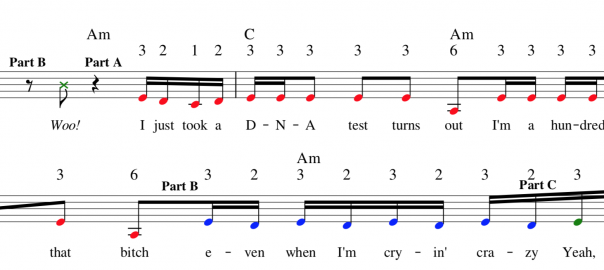 Am C Am
3 2 1 2 3 3 3 3 3 6 3 3 3 3
Part B Part A
Woo! I just took a D - N - A test turns out I'm a hun-dred
Am
3 6 3 2 3 2 3 2 3 2 3
Part B Part C
that bitch e - ven when I'm cry - in' cra - zy Yeah,